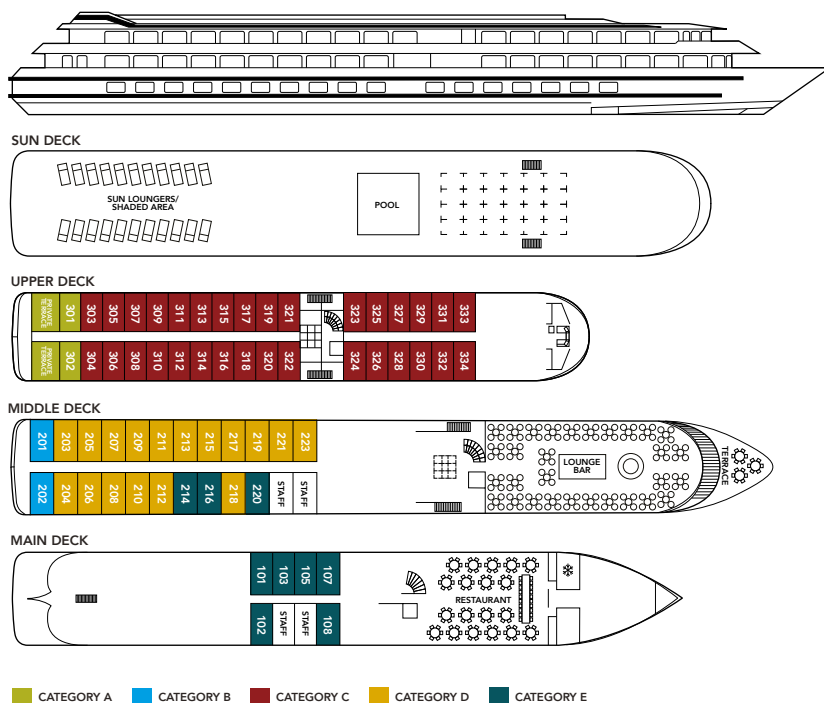 SUN DECK
SUN LOUNGERS/
SHADED AREA
POOL
UPPER DECK
PRIVATE
TERRACE
301
303
305
307
309
311
313
315
317
319
321
323
325
327
329
331
333
PRIVATE
TERRACE
302
304
306
308
310
312
314
316
318
320
322
324
326
328
330
332
334
MIDDLE DECK
201
203
205
207
209
211
213
215
217
219
221
223
LOUNGE
BAR
TERRACE
202
204
206
208
210
212
214
216
218
220
STAFF
STAFF
MAIN DECK
101
103
105
107
RESTAURANT
102
STAFF
STAFF
108
CATEGORY A
CATEGORY B
CATEGORY C
CATEGORY D
CATEGORY E